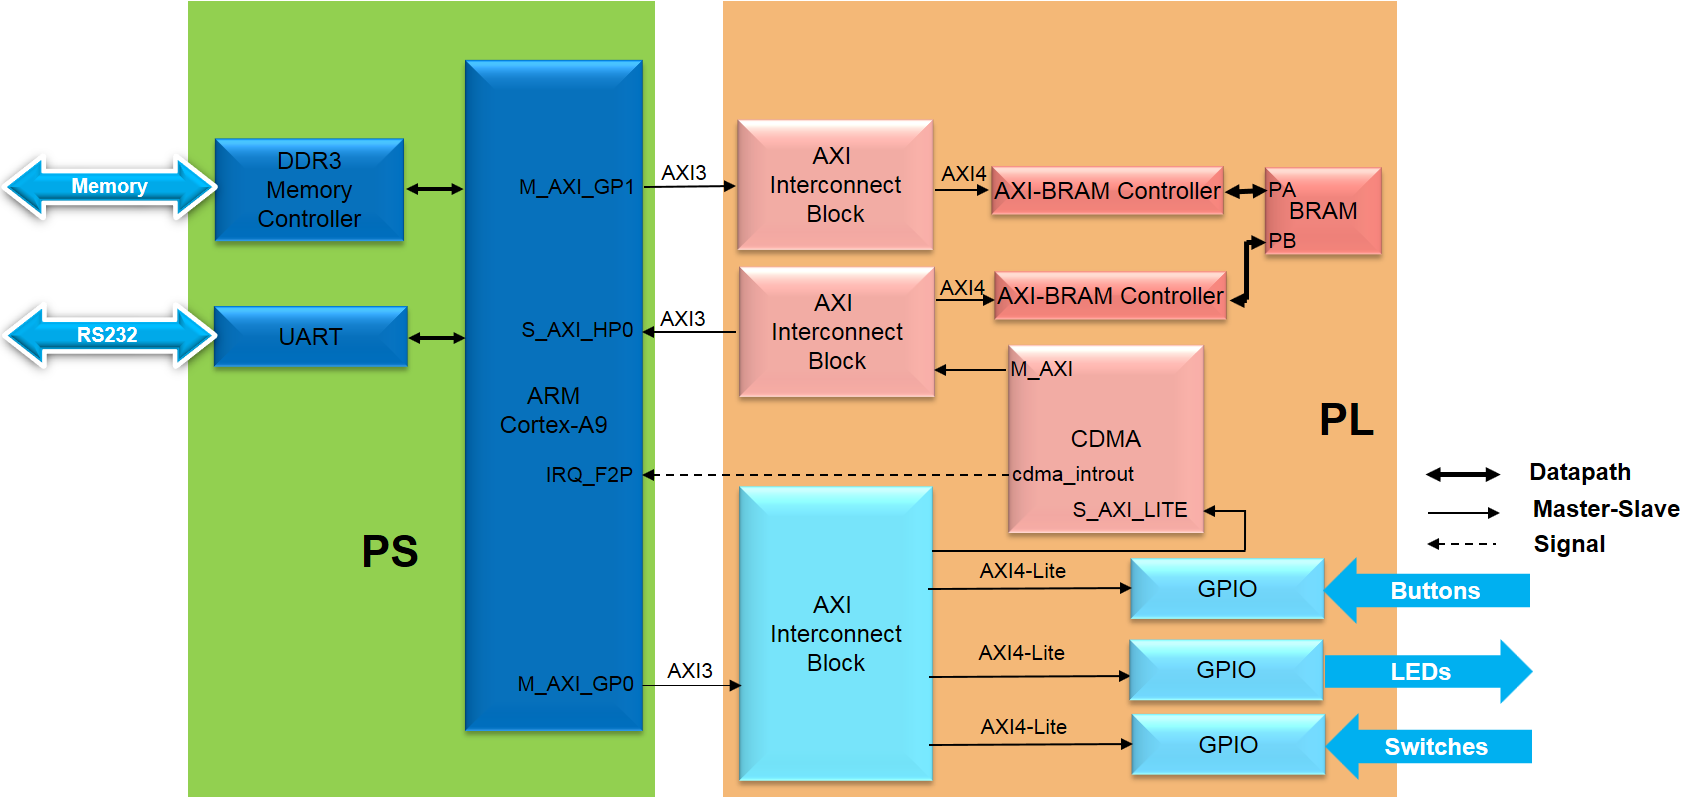 Memory
DDR3
Memory
Controller
RS232
UART
PS
M_AXI_GP1
S_AXI_HP0
ARM
Cortex-A9
IRQ_F2P
M_AXI_GP0
AXI3
AXI3
AXI3
AXI
Interconnect
Block
AXI4
AXI-BRAM Controller
PA
BRAM
PB
AXI
Interconnect
Block
AXI4
AXI-BRAM Controller
M_AXI
CDMA
cdma_introut
S_AXI_LITE
PL
Datapath
Master-Slave
Signal
AXI
Interconnect
Block
AXI4-Lite
GPIO
Buttons
AXI4-Lite
GPIO
LEDs
AXI4-Lite
GPIO
Switches